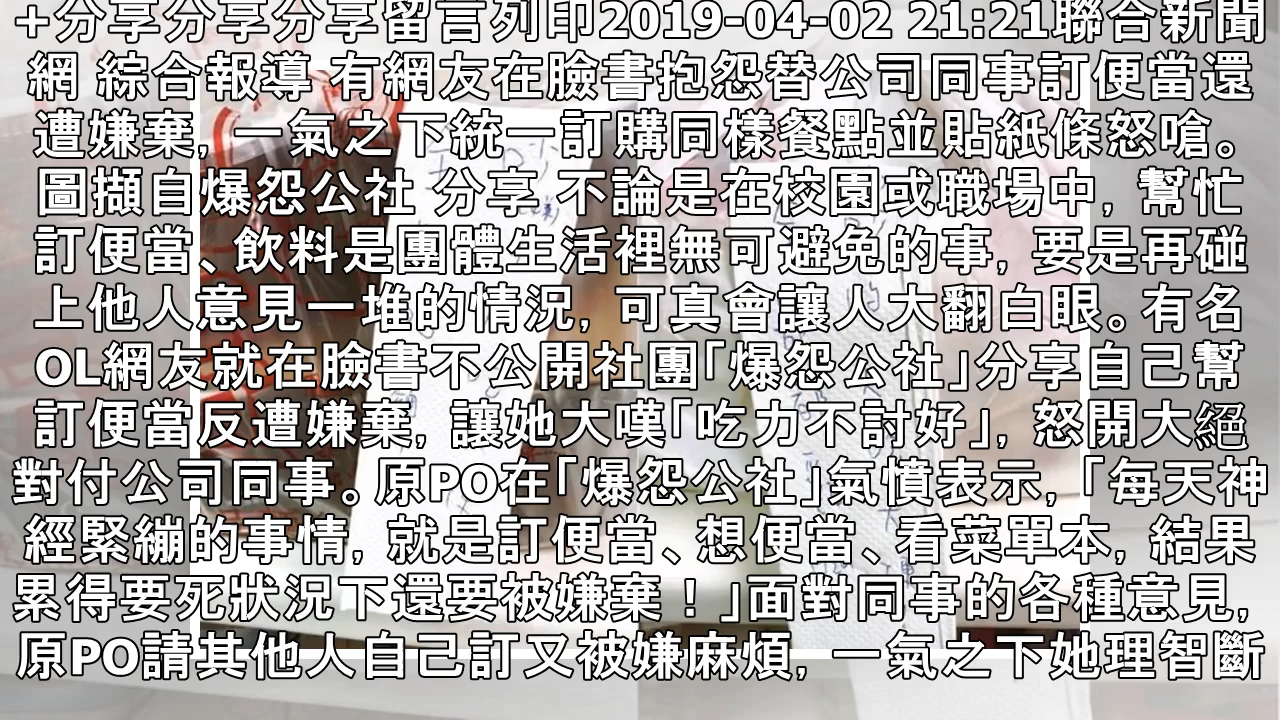 +分享分享分享留言列印2019-04-02 21:21聯合新聞
網 綜合報導 有網友在臉書抱怨替公司同事訂便當還
遭嫌棄，一氣之下統一訂購同樣餐點並貼紙條怒嗆。
圖擷自爆怨公社 分享 不論是在校園或職場中，幫忙
訂便當、飲料是團體生活裡無可避免的事，要是再碰
上他人意見一堆的情況，可真會讓人大翻白眼。有名
OL網友就在臉書不公開社團「爆怨公社」分享自己幫
訂便當反遭嫌棄，讓她大嘆「吃力不討好」，怒開大絕
對付公司同事。原PO在「爆怨公社」氣憤表示，「每天神
經緊繃的事情，就是訂便當、想便當、看菜單本，結果
累得要死狀況下還要被嫌棄！」面對同事的各種意見，
原PO請其他人自己訂又被嫌麻煩，一氣之下她理智斷